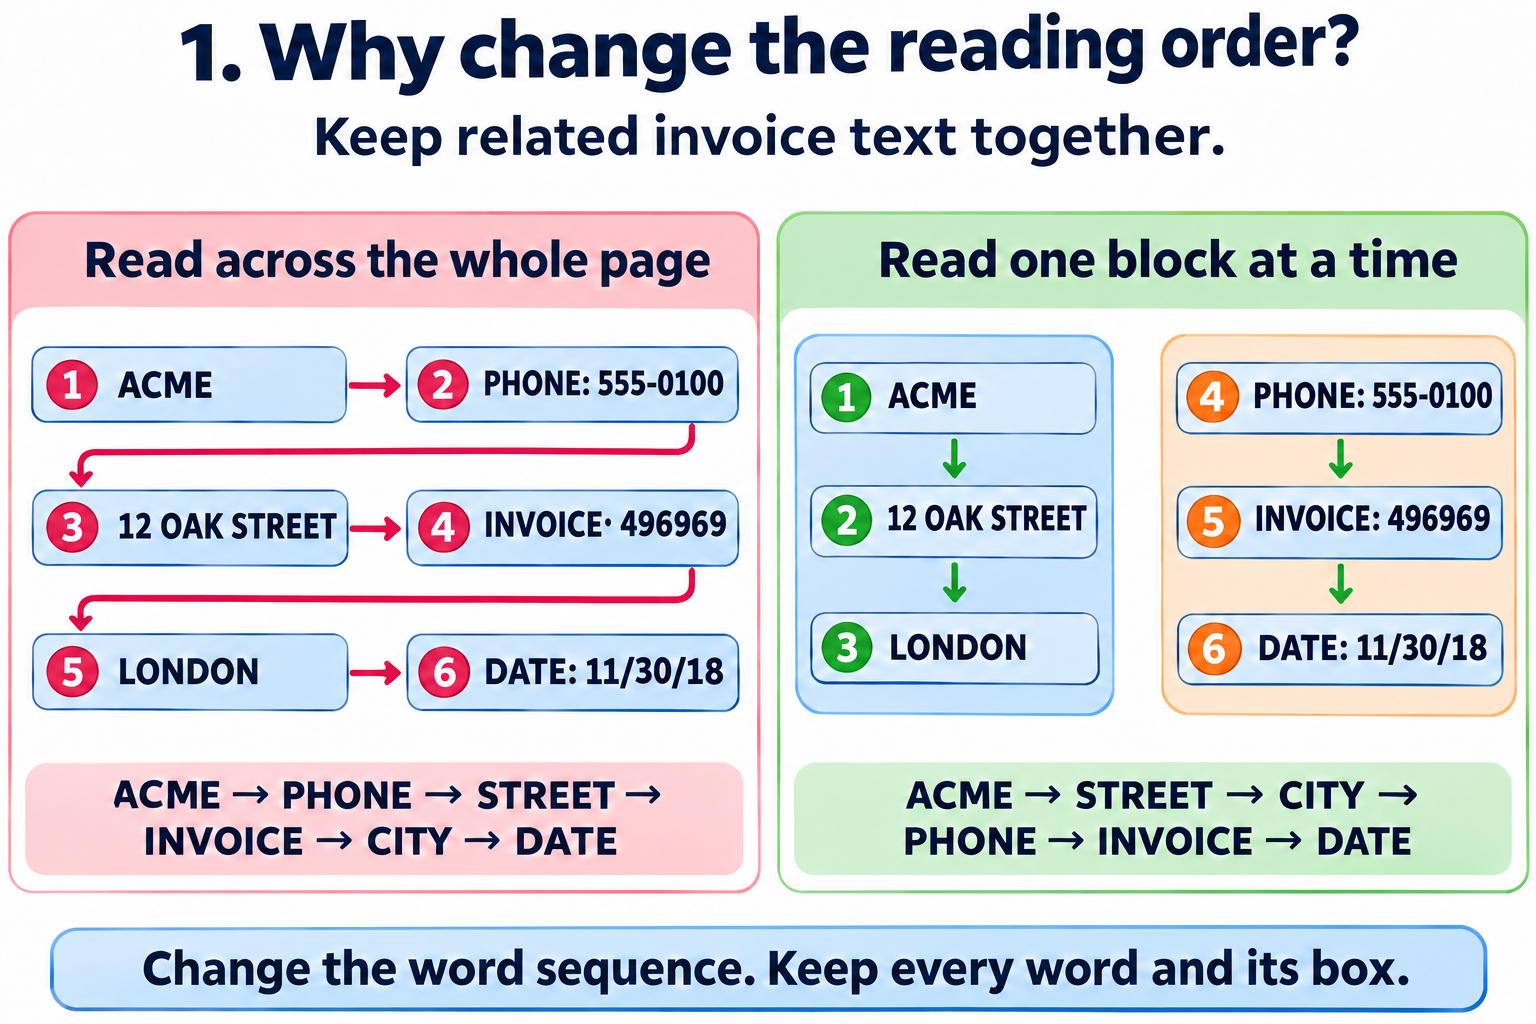 1. Why change the reading order?
Keep related invoice text together.
Read across the whole page
1 ACME → 2 PHONE: 555-0100
3 12 OAK STREET → 4 INVOICE· 496969
5 LONDON → 6 DATE: 11/30/18
ACME → PHONE → STREET →
INVOICE → CITY → DATE
Read one block at a time
1 ACME
2 12 OAK STREET
3 LONDON
4 PHONE: 555-0100
5 INVOICE: 496969
6 DATE: 11/30/18
ACME → STREET → CITY →
PHONE → INVOICE → DATE
Change the word sequence. Keep every word and its box.